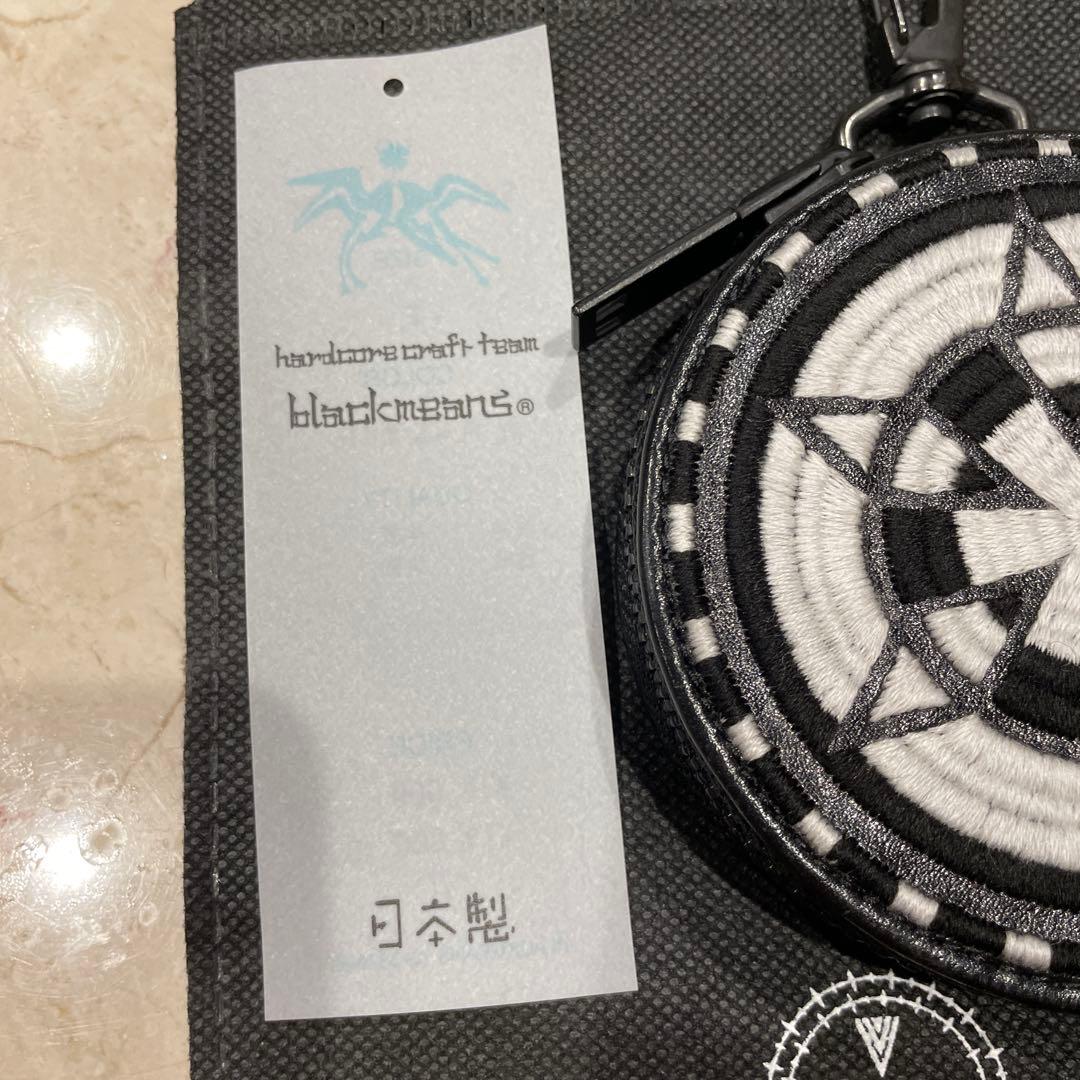 hardcore craft team
blackmeans®
日本製